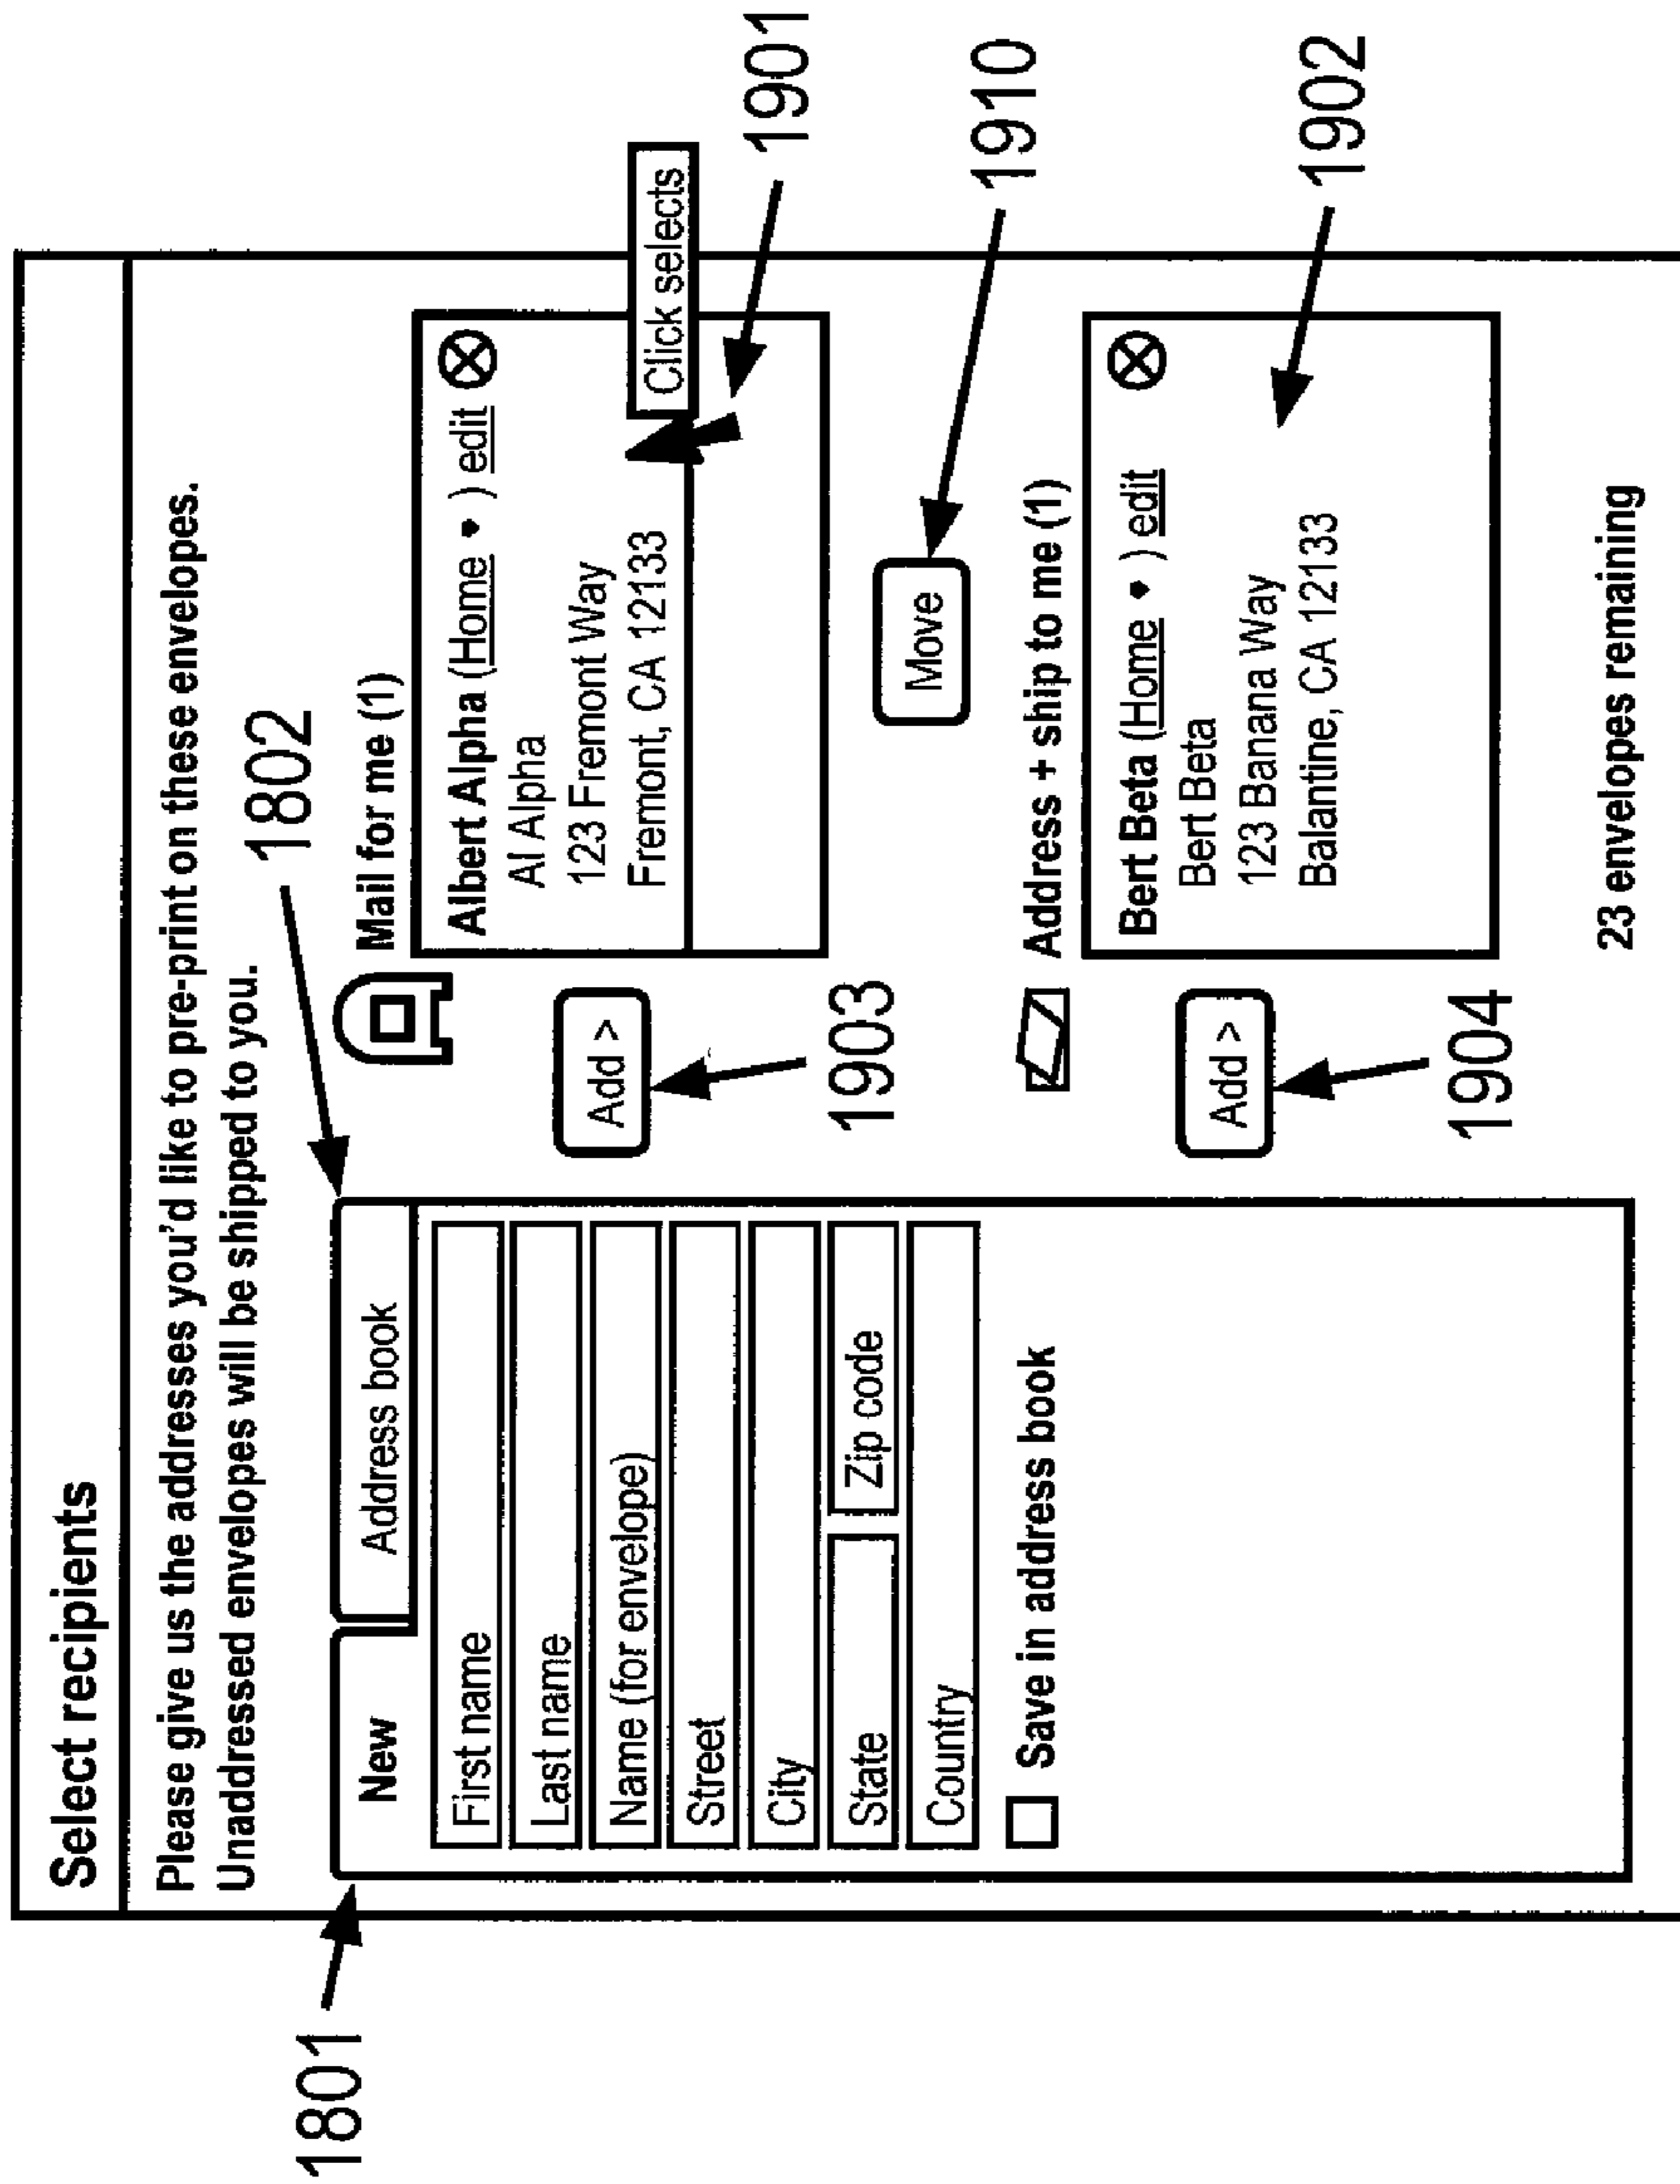 Select recipients
Please give us the addresses you'd like to pre-print on these envelopes.
Unaddressed envelopes will be shipped to you.
1801
1802
New
Address book
First name
Last name
Name (for envelope)
Street
City
State
Zip code
Country
Save in address book
Mail for me (1)
Add >
1903
Albert Alpha (Home ) edit
Al Alpha
123 Fremont Way
Fremont, CA 12133
Click selects
1901
Move
1910
Address + ship to me (1)
Add >
1904
Bert Beta (Home ) edit
Bert Beta
123 Banana Way
Balantine, CA 12133
1902
23 envelopes remaining